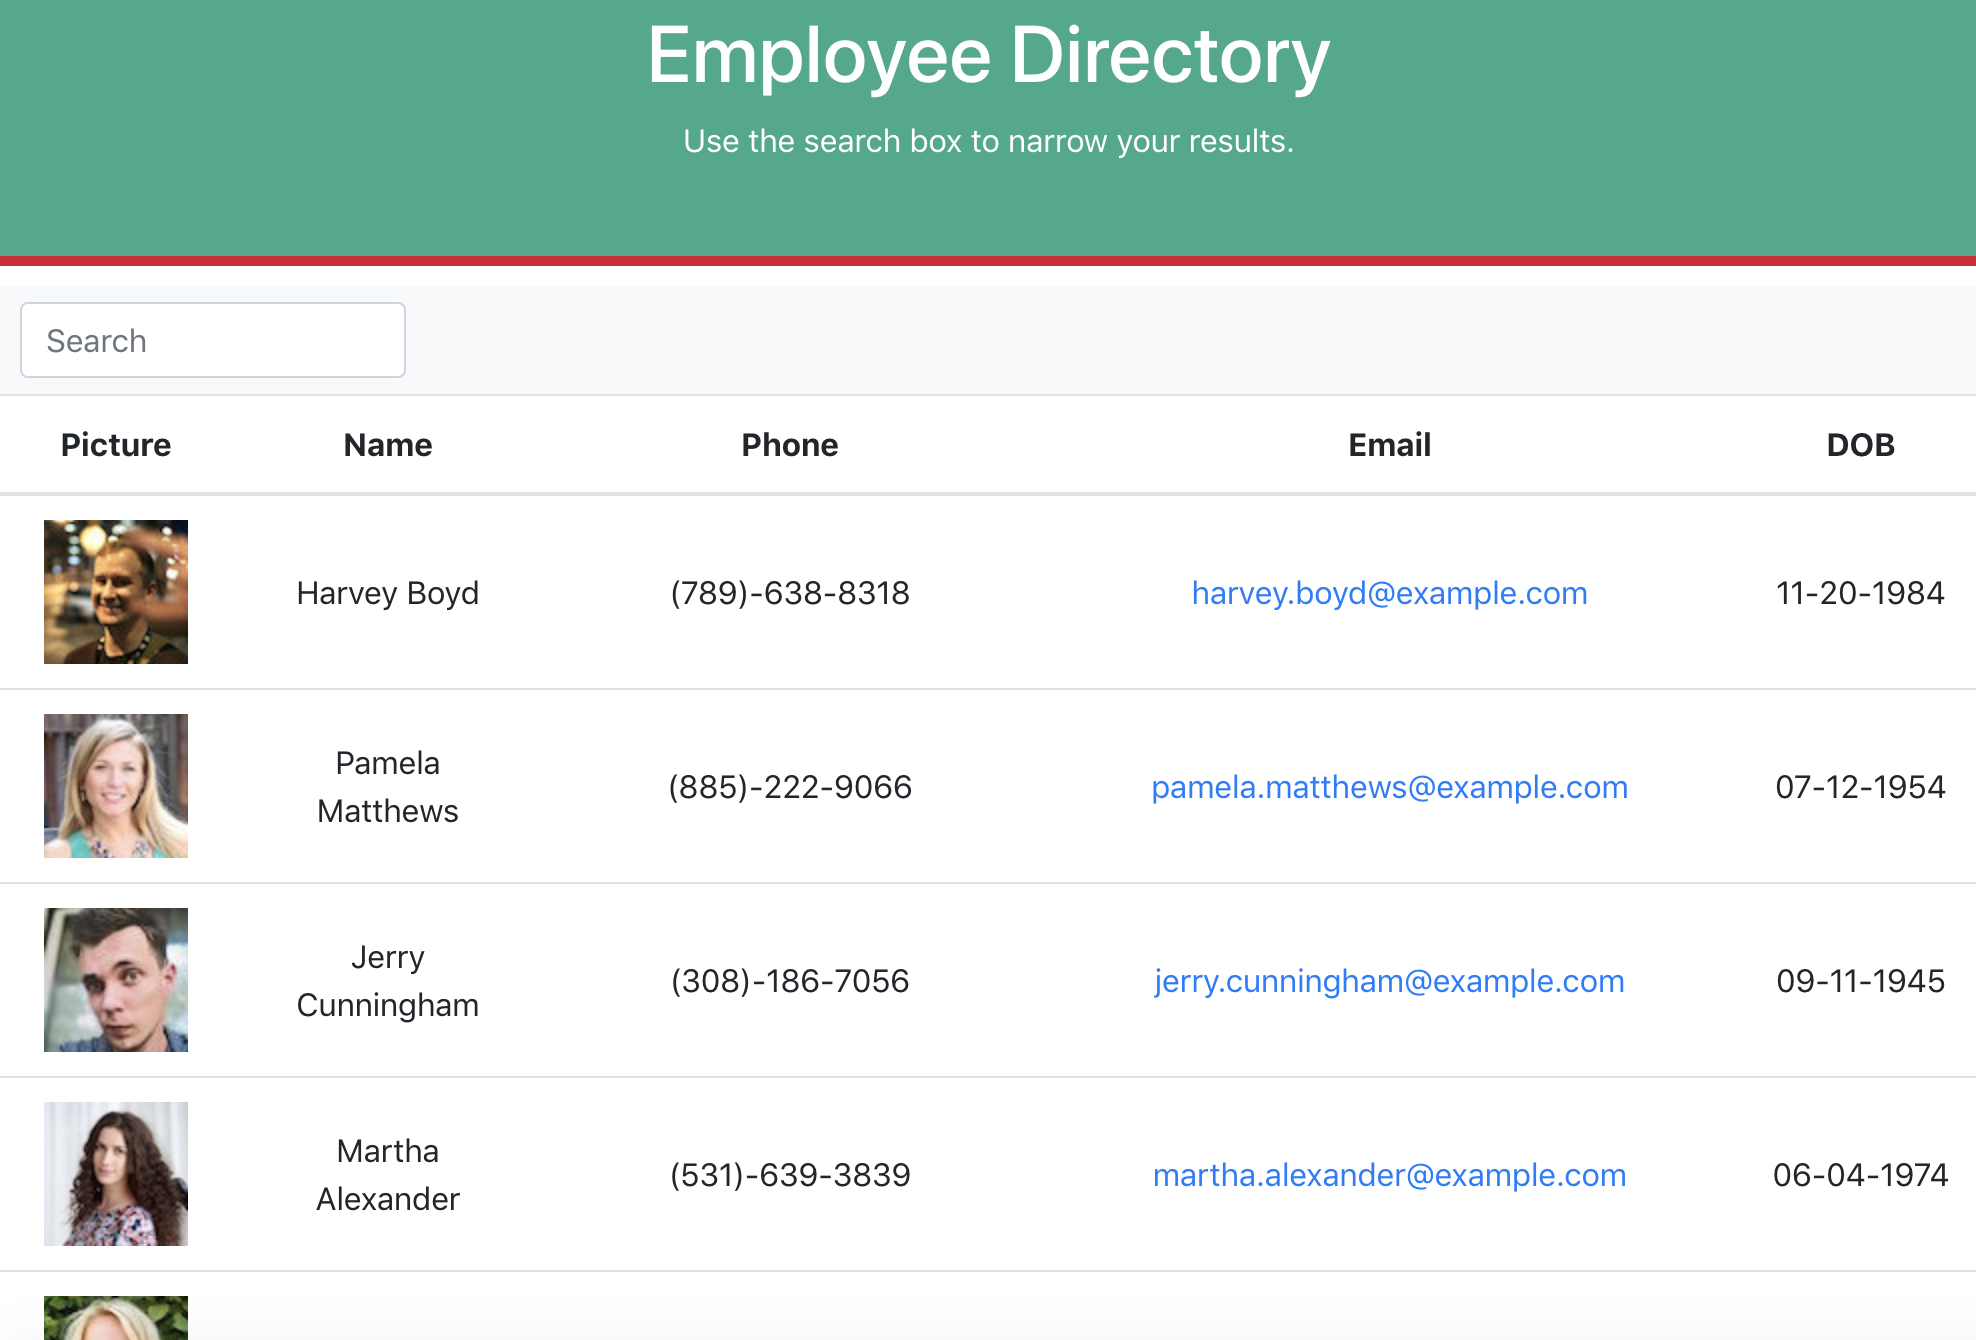 Employee Directory
Use the search box to narrow your results.
Search
Picture Name Phone Email DOB
Harvey Boyd (789)-638-8318 harvey.boyd@example.com 11-20-1984
Pamela
Matthews (885)-222-9066 pamela.matthews@example.com 07-12-1954
Jerry
Cunningham (308)-186-7056 jerry.cunningham@example.com 09-11-1945
Martha
Alexander (531)-639-3839 martha.alexander@example.com 06-04-1974